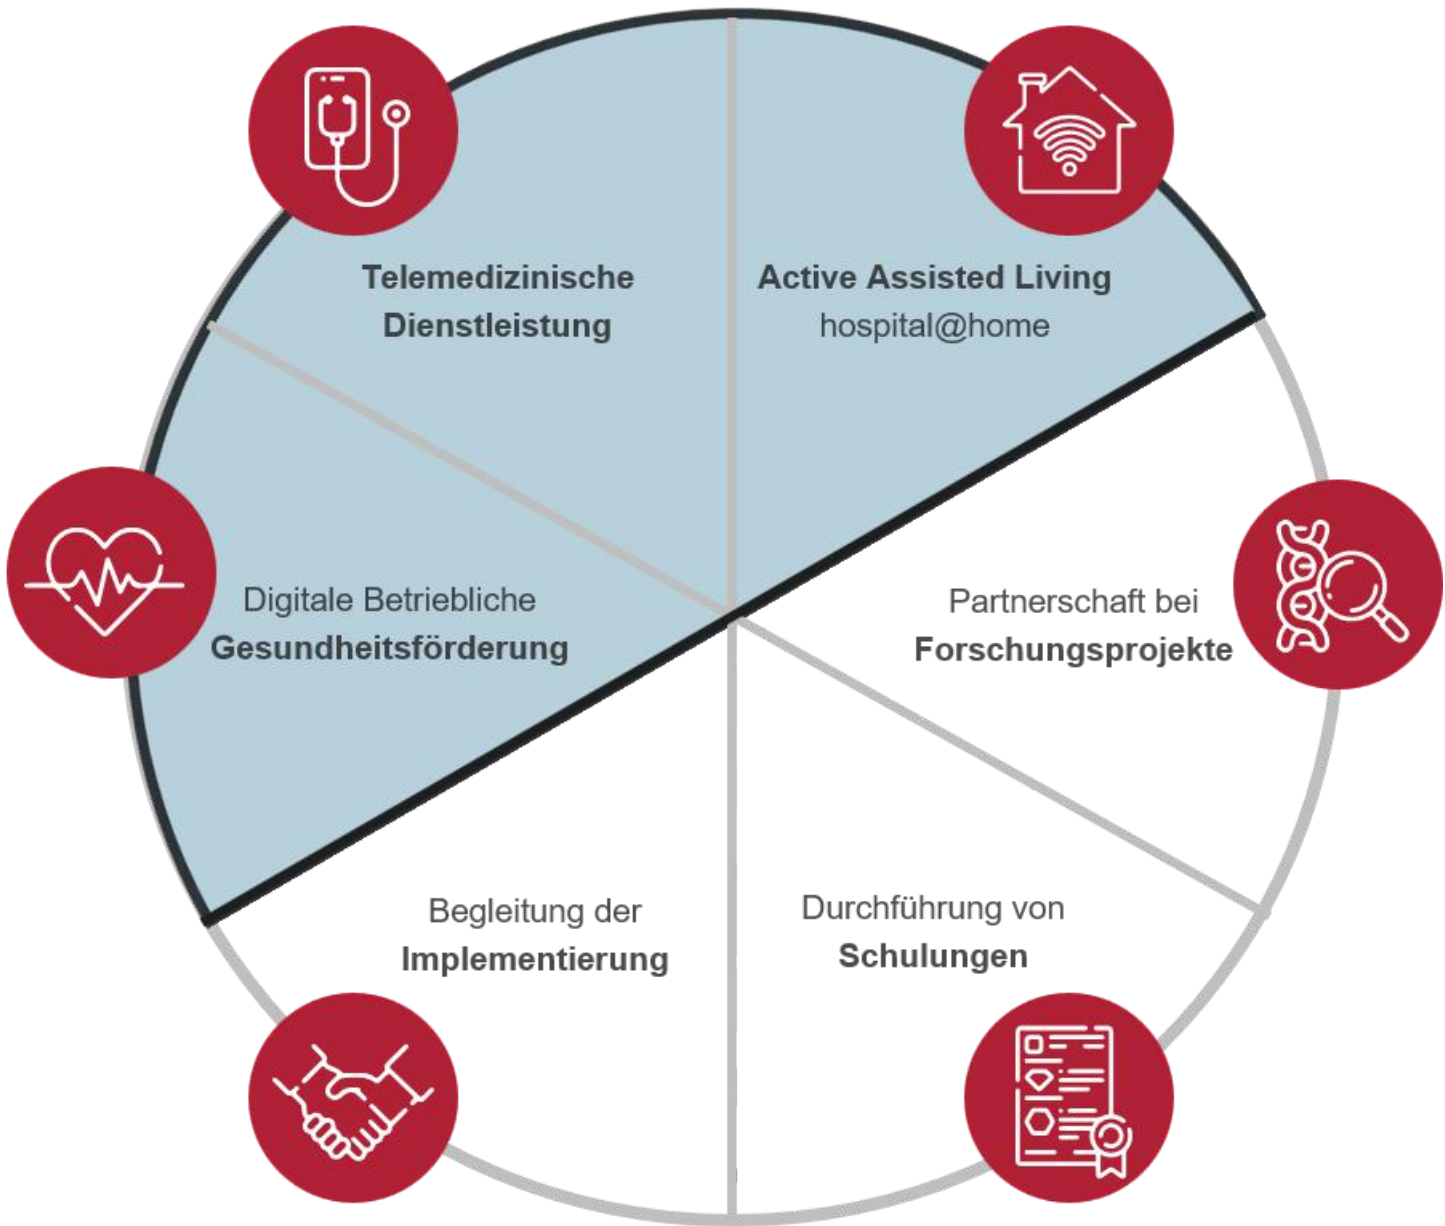 Telemedizinische
Dienstleistung
Active Assisted Living
hospital@home
Digitale Betriebliche
Gesundheitsförderung
Partnerschaft bei
Forschungsprojekte
Begleitung der
Implementierung
Durchführung von
Schulungen